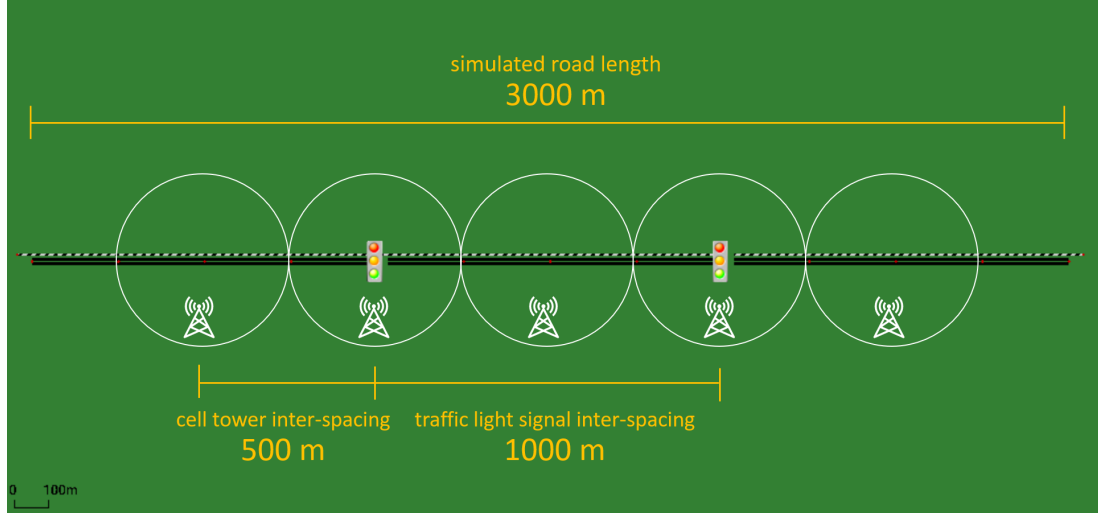 simulated road length
3000 m
cell tower inter-spacing
500 m
traffic light signal inter-spacing
1000 m
0 100m